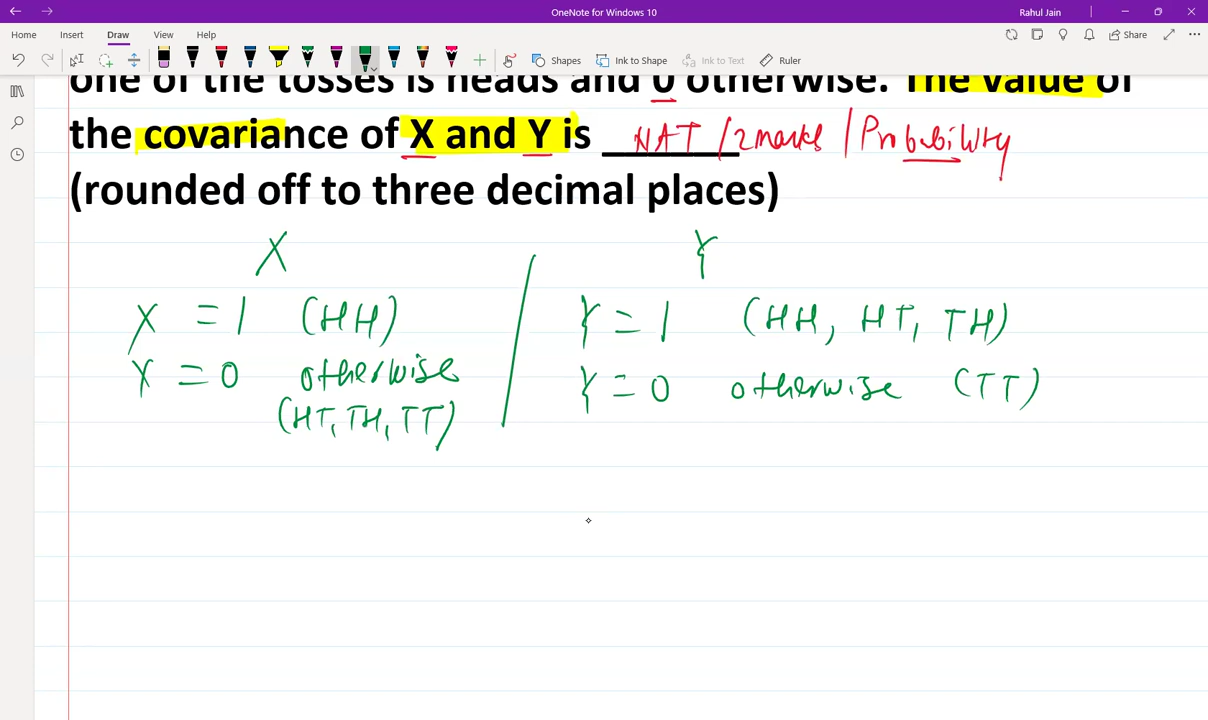 OneNote for Windows 10
Rahul Jain
Home Insert Draw View Help
Share
Shapes Ink to Shape Ink to Text Ruler
one of the tosses is heads and 0 otherwise. The value of
the covariance of X and Y is ________ NAT / 2 marks / Probability
(rounded off to three decimal places)
X Y
X = 1 (HH) Y = 1 (HH, HT, TH)
X = 0 otherwise Y = 0 otherwise (TT)
(HT, TH, TT)